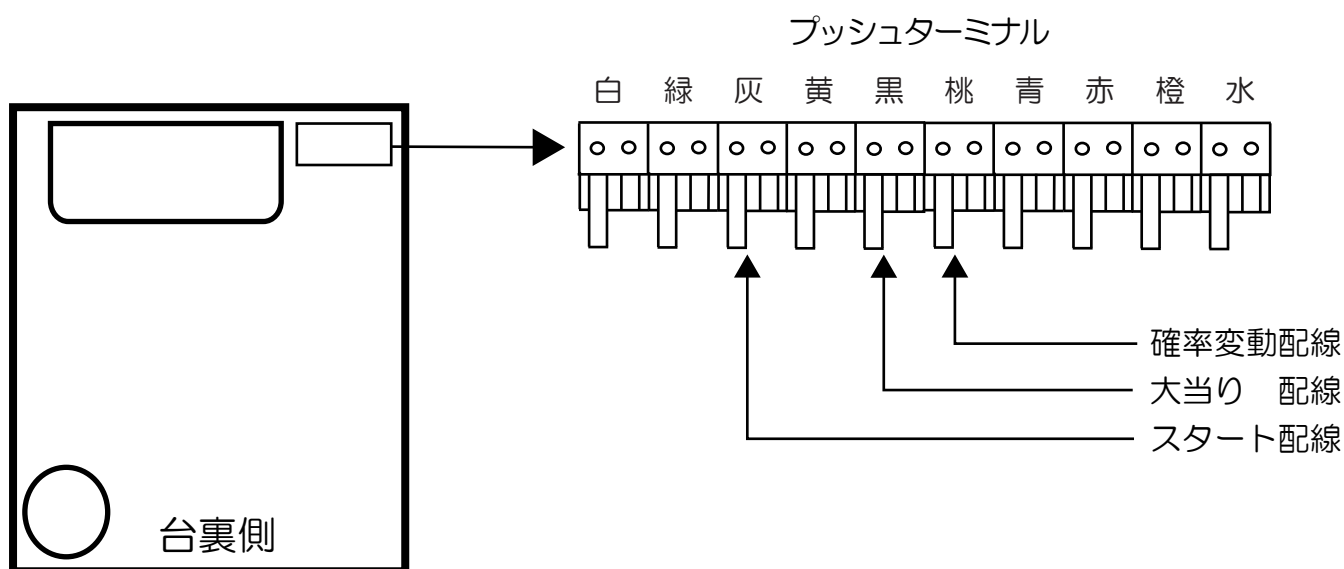 プッシュターミナル
白 緑 灰 黄 黒 桃 青 赤 橙 水
確率変動配線
大当り　配線
スタート配線
台裏側